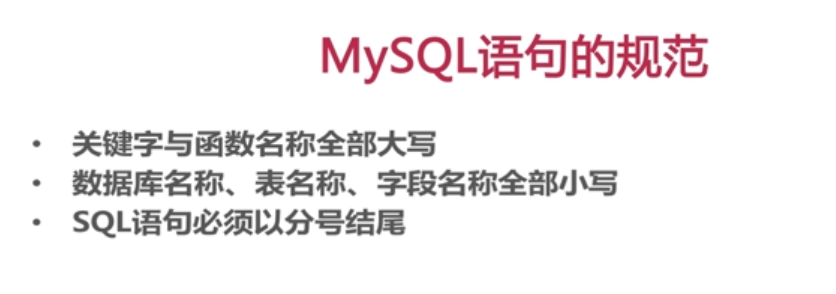 MySQL语句的规范
• 关键字与函数名称全部大写
• 数据库名称、表名称、字段名称全部小写
• SQL语句必须以分号结尾